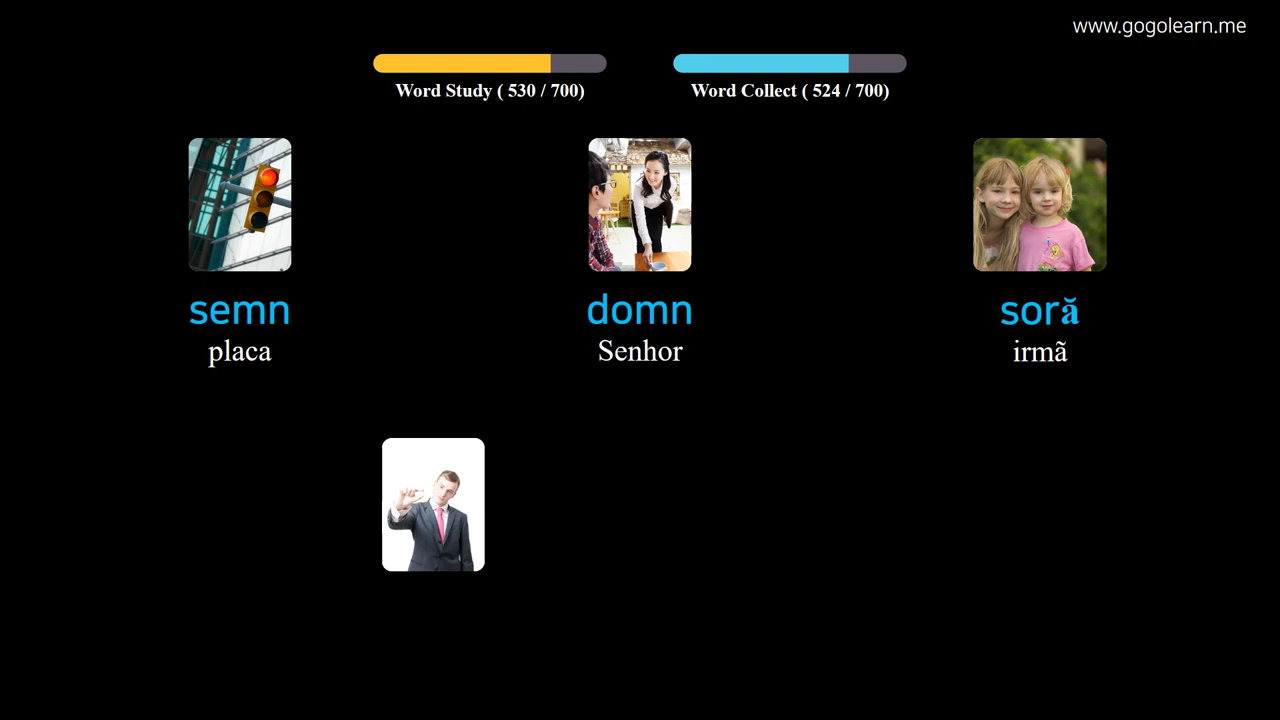 www.gogolearn.me
Word Study ( 530 / 700)
Word Collect ( 524 / 700)
semn
domn
soră
placa
Senhor
irmã